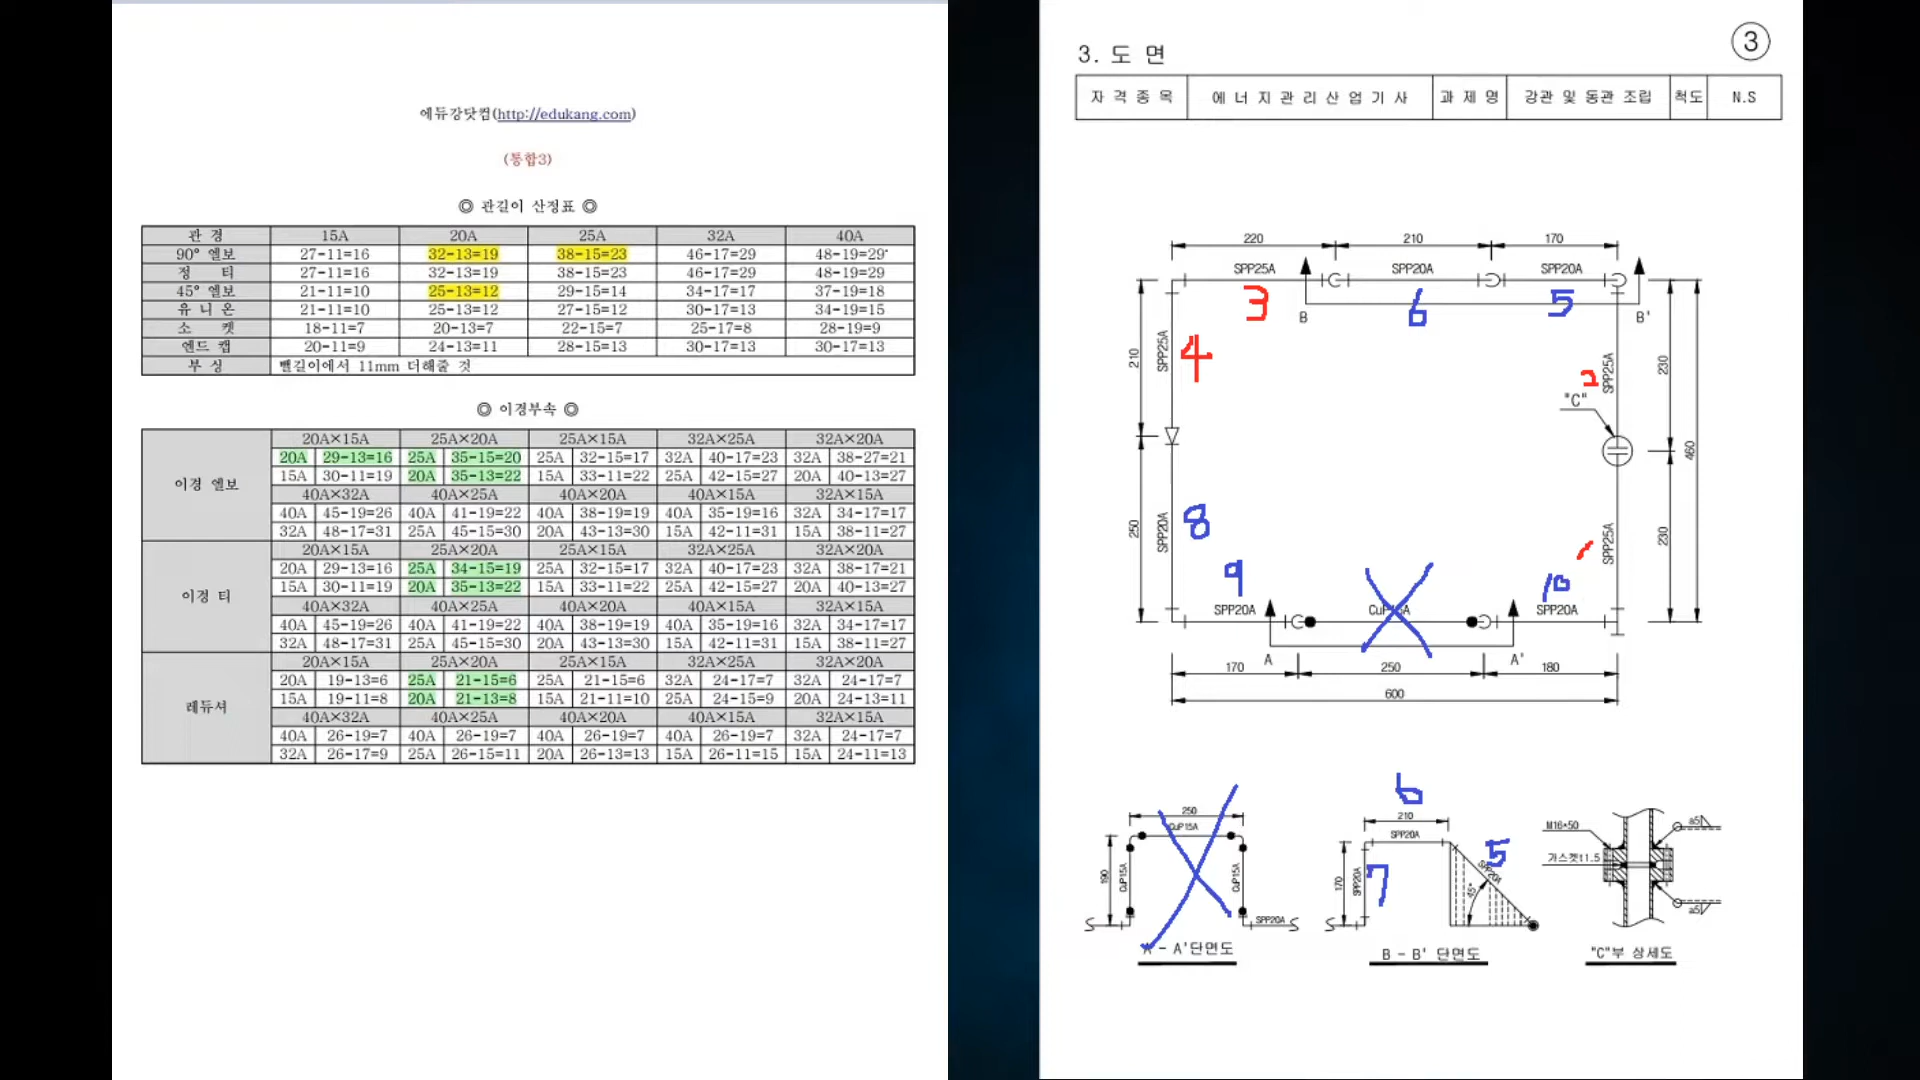 에듀강닷컴(http://edukang.com)
(통합3)
◎ 관길이 산정표 ◎
관 경 15A 20A 25A 32A 40A
90° 엘보 27-11=16 32-13=19 38-15=23 46-17=29 48-19=29
정 티 27-11=16 32-13=19 38-15=23 46-17=29 48-19=29
45° 엘보 21-11=10 25-13=12 29-15=14 34-17=17 37-19=18
유 니 온 21-11=10 25-13=12 27-15=12 30-17=13 34-19=15
소 켓 18-11=7 20-13=7 22-15=7 25-17=8 28-19=9
엔드 캡 20-11=9 24-13=11 28-15=13 30-17=13 30-17=13
부 싱 뺄길이에서 11mm 더해줄 것
◎ 이경부속 ◎
20A×15A 25A×20A 25A×15A 32A×25A 32A×20A
20A 29-13=16 25A 35-15=20 25A 32-15=17 32A 40-17=23 32A 38-27=21
이경 엘보
15A 30-11=19 20A 35-13=22 15A 33-11=22 25A 42-15=27 20A 40-13=27
40A×32A 40A×25A 40A×20A 40A×15A 32A×15A
40A 45-19=26 40A 41-19=22 40A 38-19=19 40A 35-19=16 32A 34-17=17
32A 48-17=31 25A 45-15=30 20A 43-13=30 15A 42-11=31 15A 38-11=27
20A×15A 25A×20A 25A×15A 32A×25A 32A×20A
20A 29-13=16 25A 34-15=19 25A 32-15=17 32A 40-17=23 32A 38-17=21
이경 티
15A 30-11=19 20A 35-13=22 15A 33-11=22 25A 42-15=27 20A 40-13=27
40A×32A 40A×25A 40A×20A 40A×15A 32A×15A
40A 45-19=26 40A 41-19=22 40A 38-19=19 40A 35-19=16 32A 34-17=17
32A 48-17=31 25A 45-15=30 20A 43-13=30 15A 42-11=31 15A 38-11=27
20A×15A 25A×20A 25A×15A 32A×25A 32A×20A
20A 19-13=6 25A 21-15=6 25A 21-15=6 32A 24-17=7 32A 24-17=7
레듀셔
15A 19-11=8 20A 21-13=8 15A 21-11=10 25A 24-15=9 20A 24-13=11
40A×32A 40A×25A 40A×20A 40A×15A 32A×15A
40A 26-19=7 40A 26-19=7 40A 26-19=7 40A 26-19=7 32A 24-17=7
32A 26-17=9 25A 26-15=11 20A 26-13=13 15A 26-11=15 15A 24-11=13
③
3. 도 면
자 격 종 목 에 너 지 관 리 산 업 기 사 과 제 명 강관 및 동관 조립 척도 N.S
220 210 170
SPP25A SPP20A SPP20A
3 6 5
B B'
210 SPP25A 4
2 SPP25A 230
"C"
460
250 SPP20A 8
SPP25A 230
9 10
SPP20A CuP15A SPP20A
A A'
170 250 180
600
250
CuP15A
190 CuP15A CuP15A
SPP20A
A - A'단면도
6
210
SPP20A
170 SPP20A 7
5
SPP20A
45°
B - B' 단면도
M16*50
가스켓t1.5
a5
a5
"C"부 상세도